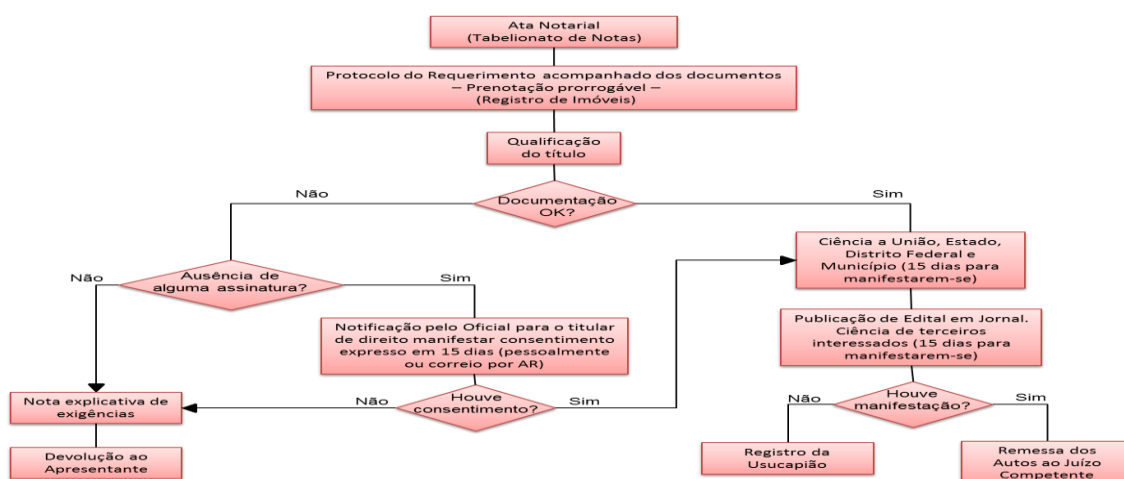 Ata Notarial
(Tabelionato de Notas)
Protocolo do Requerimento acompanhado dos documentos
– Prenotação prorrogável –
(Registro de Imóveis)
Qualificação
do título
Não
Documentação
OK?
Sim
Não
Ausência de
alguma assinatura?
Sim
Ciência a União, Estado,
Distrito Federal e
Município (15 dias para
manifestarem-se)
Notificação pelo Oficial para o titular
de direito manifestar consentimento
expresso em 15 dias (pessoalmente
ou correio por AR)
Publicação de Edital em Jornal.
Ciência de terceiros
interessados (15 dias para
manifestarem-se)
Nota explicativa de
exigências
Não
Houve
consentimento?
Sim
Não
Houve
manifestação?
Sim
Devolução ao
Apresentante
Registro da
Usucapião
Remessa dos
Autos ao Juízo
Competente